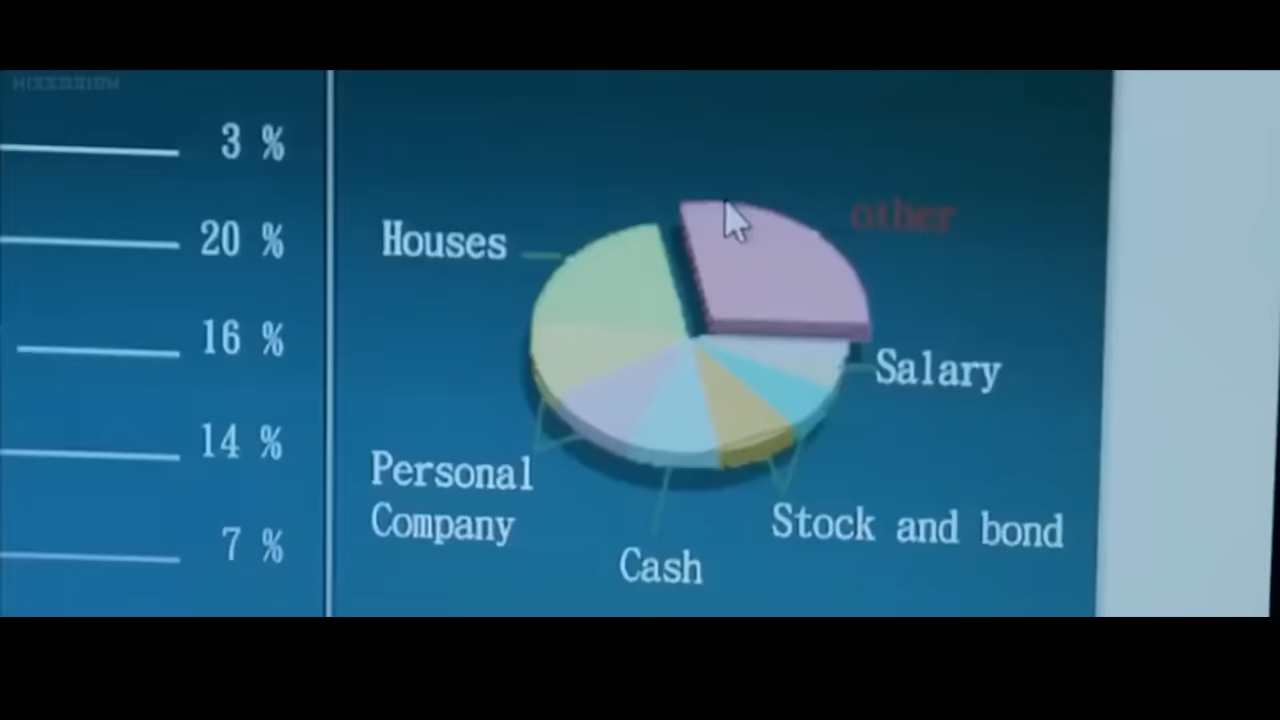 3 %
20 %
16 %
14 %
7 %
Houses
other
Salary
Personal
Company
Stock and bond
Cash